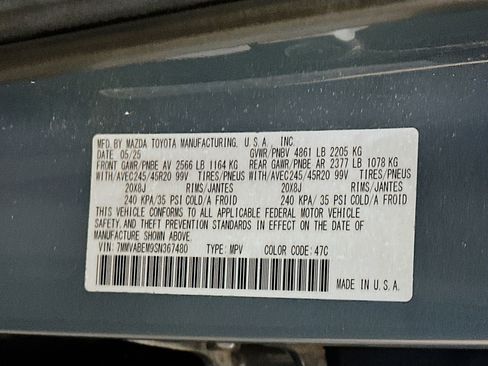 MFD. BY MAZDA TOYOTA MANUFACTURING, U.S.A., INC.
DATE 05/25 GVWR/PNBV 4861 LB 2205 KG
FRONT GAWR/PNBE AV 2566 LB 1164 KG REAR GAWR/PNBE AR 2377 LB 1078 KG
WITH/AVEC245/45R20 99V TIRES/PNEUS WITH/AVEC245/45R20 99V TIRES/PNEUS
20X8J RIMS/JANTES 20X8J RIMS/JANTES
240 KPA/35 PSI COLD/A FROID 240 KPA/35 PSI COLD/A FROID
THIS VEHICLE CONFORMS TO ALL APPLICABLE FEDERAL MOTOR VEHICLE
SAFETY, AND THEFT PREVENTION STANDARDS IN EFFECT ON THE DATE OF
MANUFACTURE SHOWN ABOVE.
VIN: 7MMVABEM9SN367480 TYPE: MPV COLOR CODE: 47C
MADE IN U.S.A.